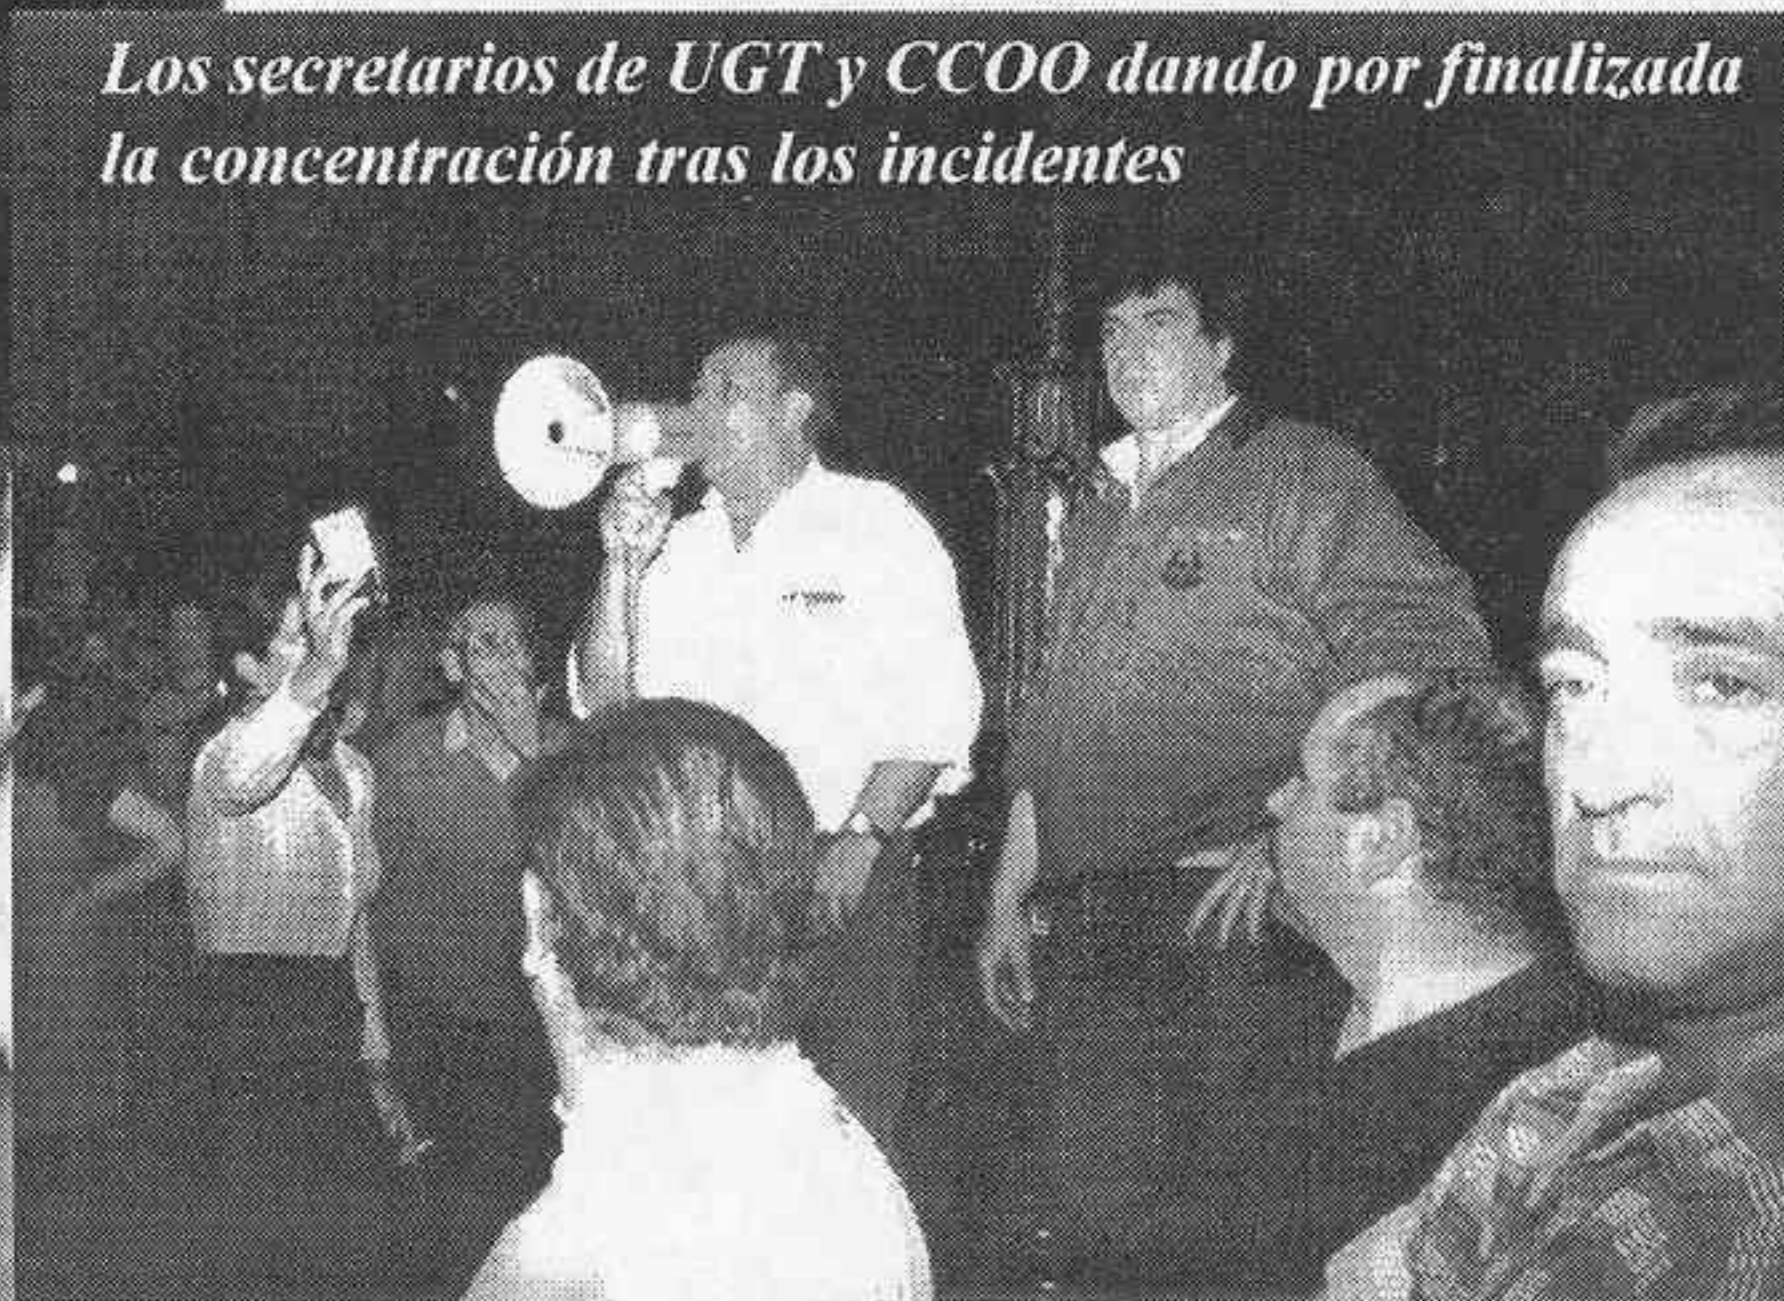 Los secretarios de UGT y CCOO dando por finalizada
la concentración tras los incidentes